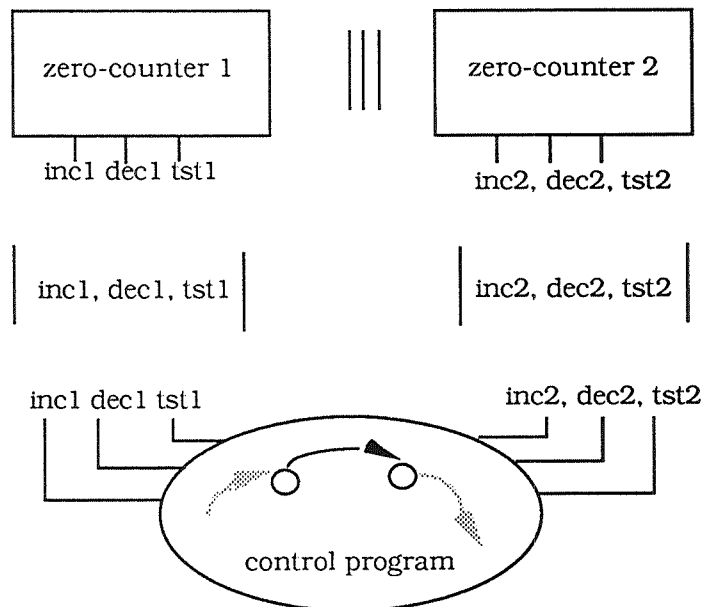 zero-counter 1
zero-counter 2
inc1 dec1 tst1
inc2, dec2, tst2
inc1, dec1, tst1
inc2, dec2, tst2
inc1 dec1 tst1
inc2, dec2, tst2
control program